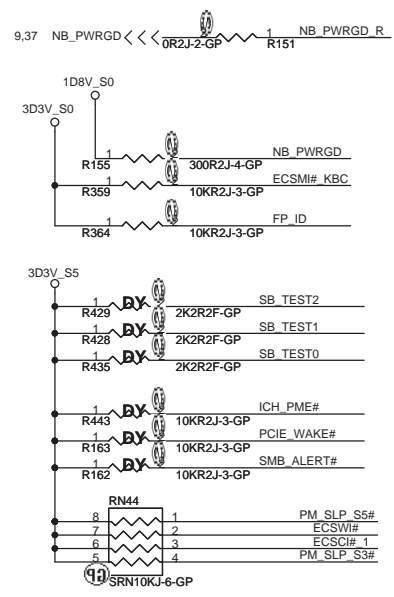 9,37 NB_PWRGD 0R2J-2-GP 1 R151 NB_PWRGD_R
1D8V_S0
3D3V_S0
R155 1 300R2J-4-GP NB_PWRGD
R359 1 10KR2J-3-GP ECSMI#_KBC
R364 1 10KR2J-3-GP FP_ID
3D3V_S5
R429 1 DY 2K2R2F-GP SB_TEST2
R428 1 DY 2K2R2F-GP SB_TEST1
R435 1 DY 2K2R2F-GP SB_TEST0
R443 1 DY 10KR2J-3-GP ICH_PME#
R163 1 DY 10KR2J-3-GP PCIE_WAKE#
R162 1 DY 10KR2J-3-GP SMB_ALERT#
RN44
8 1 PM_SLP_S5#
7 2 ECSWI#
6 3 ECSCI#_1
5 4 PM_SLP_S3#
SRN10KJ-6-GP